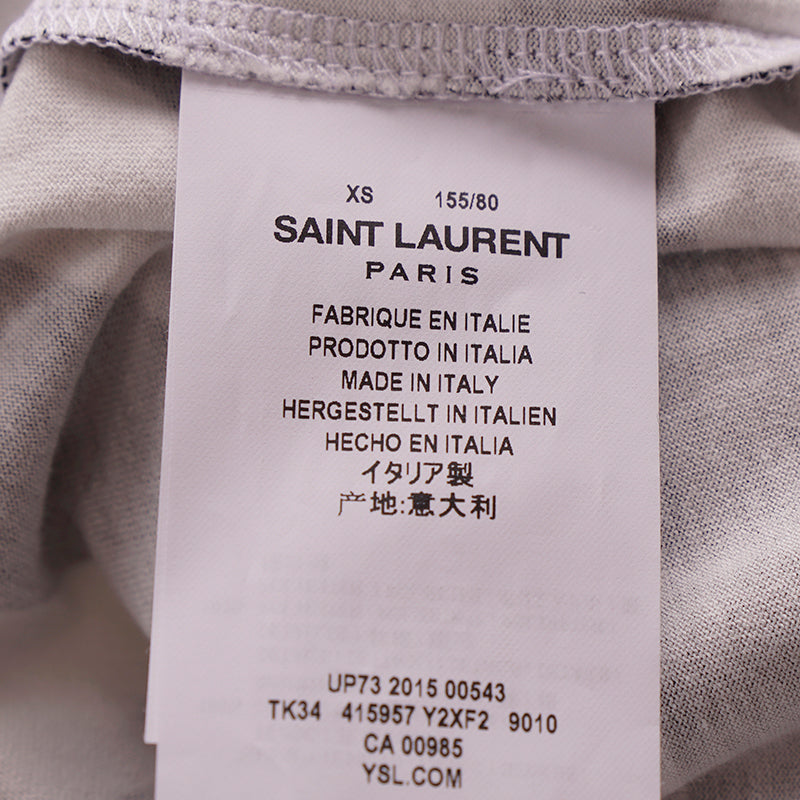 XS 155/80
SAINT LAURENT
PARIS
FABRIQUE EN ITALIE
PRODOTTO IN ITALIA
MADE IN ITALY
HERGESTELLT IN ITALIEN
HECHO EN ITALIA
イタリア製
产地:意大利
UP73 2015 00543
TK34 415957 Y2XF2 9010
CA 00985
YSL.COM